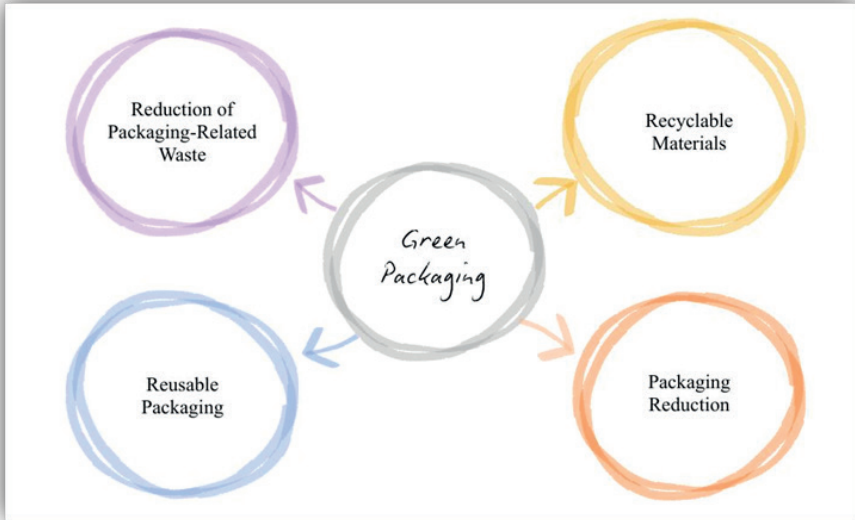 Reduction of
Packaging-Related
Waste
Recyclable
Materials
Green
Packaging
Reusable
Packaging
Packaging
Reduction